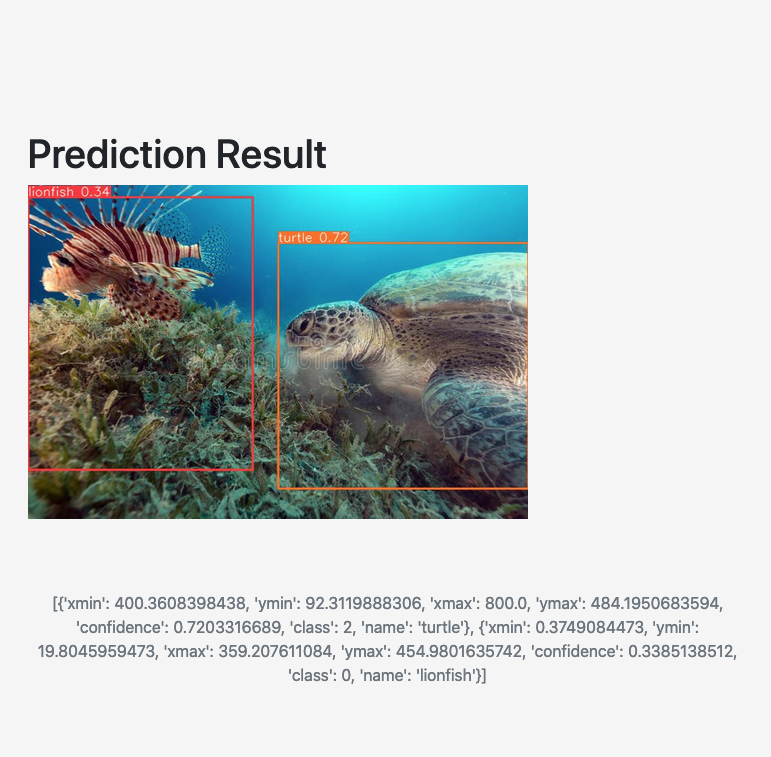 Prediction Result
lionfish 0.34
turtle 0.72
[{'xmin': 400.3608398438, 'ymin': 92.3119888306, 'xmax': 800.0, 'ymax': 484.1950683594,
'confidence': 0.7203316689, 'class': 2, 'name': 'turtle'}, {'xmin': 0.3749084473, 'ymin':
19.8045959473, 'xmax': 359.207611084, 'ymax': 454.9801635742, 'confidence': 0.3385138512,
'class': 0, 'name': 'lionfish'}]